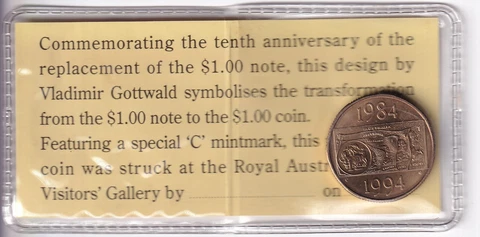 Commemorating the tenth anniversary of the
replacement of the $1.00 note, this design by
Vladimir Gottwald symbolises the transformation
from the $1.00 note to the $1.00 coin.
Featuring a special ‘C’ mintmark, this
coin was struck at the Royal Aust
Visitors’ Gallery by on
1984
1994